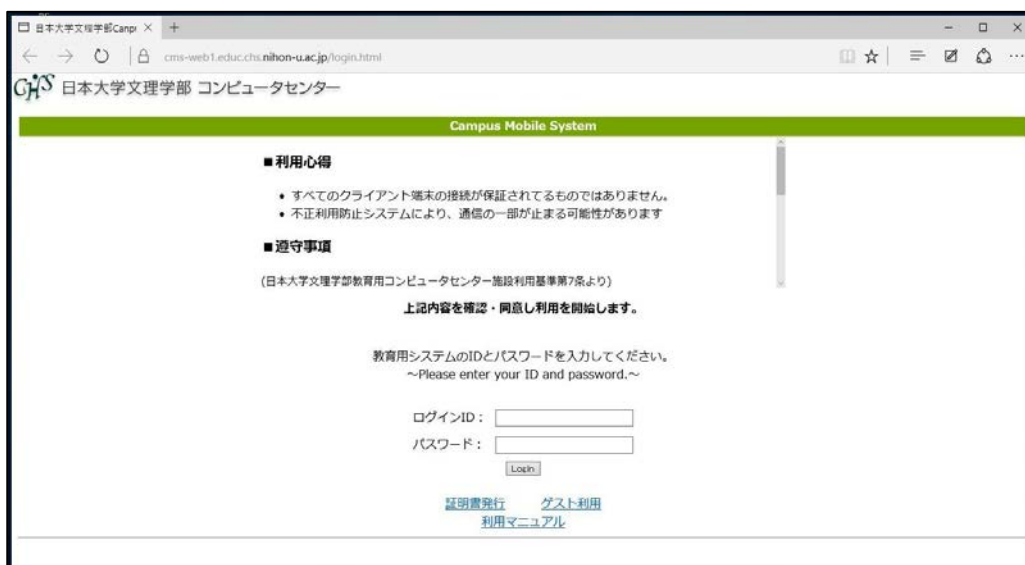 日本大学文理学部Canpu
cms-web1.educ.chs.nihon-u.ac.jp/login.html
CHS 日本大学文理学部 コンピュータセンター
Campus Mobile System
■利用心得
• すべてのクライアント端末の接続が保証されてるものではありません。
• 不正利用防止システムにより、通信の一部が止まる可能性があります
■遵守事項
(日本大学文理学部教育用コンピュータセンター施設利用基準第7条より)
上記内容を確認・同意し利用を開始します。
教育用システムのIDとパスワードを入力してください。
～Please enter your ID and password.～
ログインID：
パスワード：
Login
証明書発行 ゲスト利用
利用マニュアル